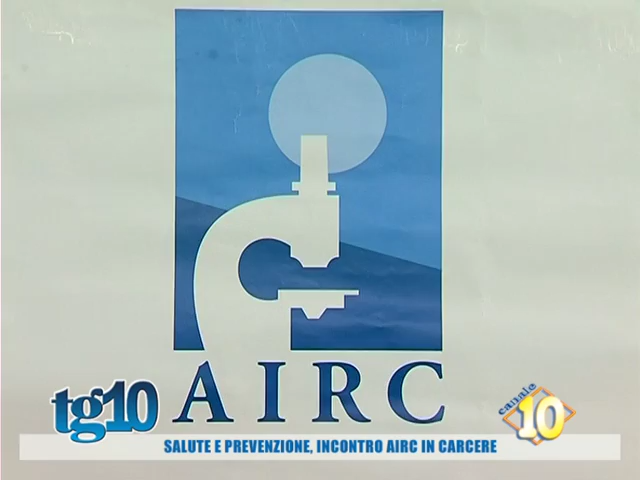 AIRC
tg10
canale
10
SALUTE E PREVENZIONE, INCONTRO AIRC IN CARCERE